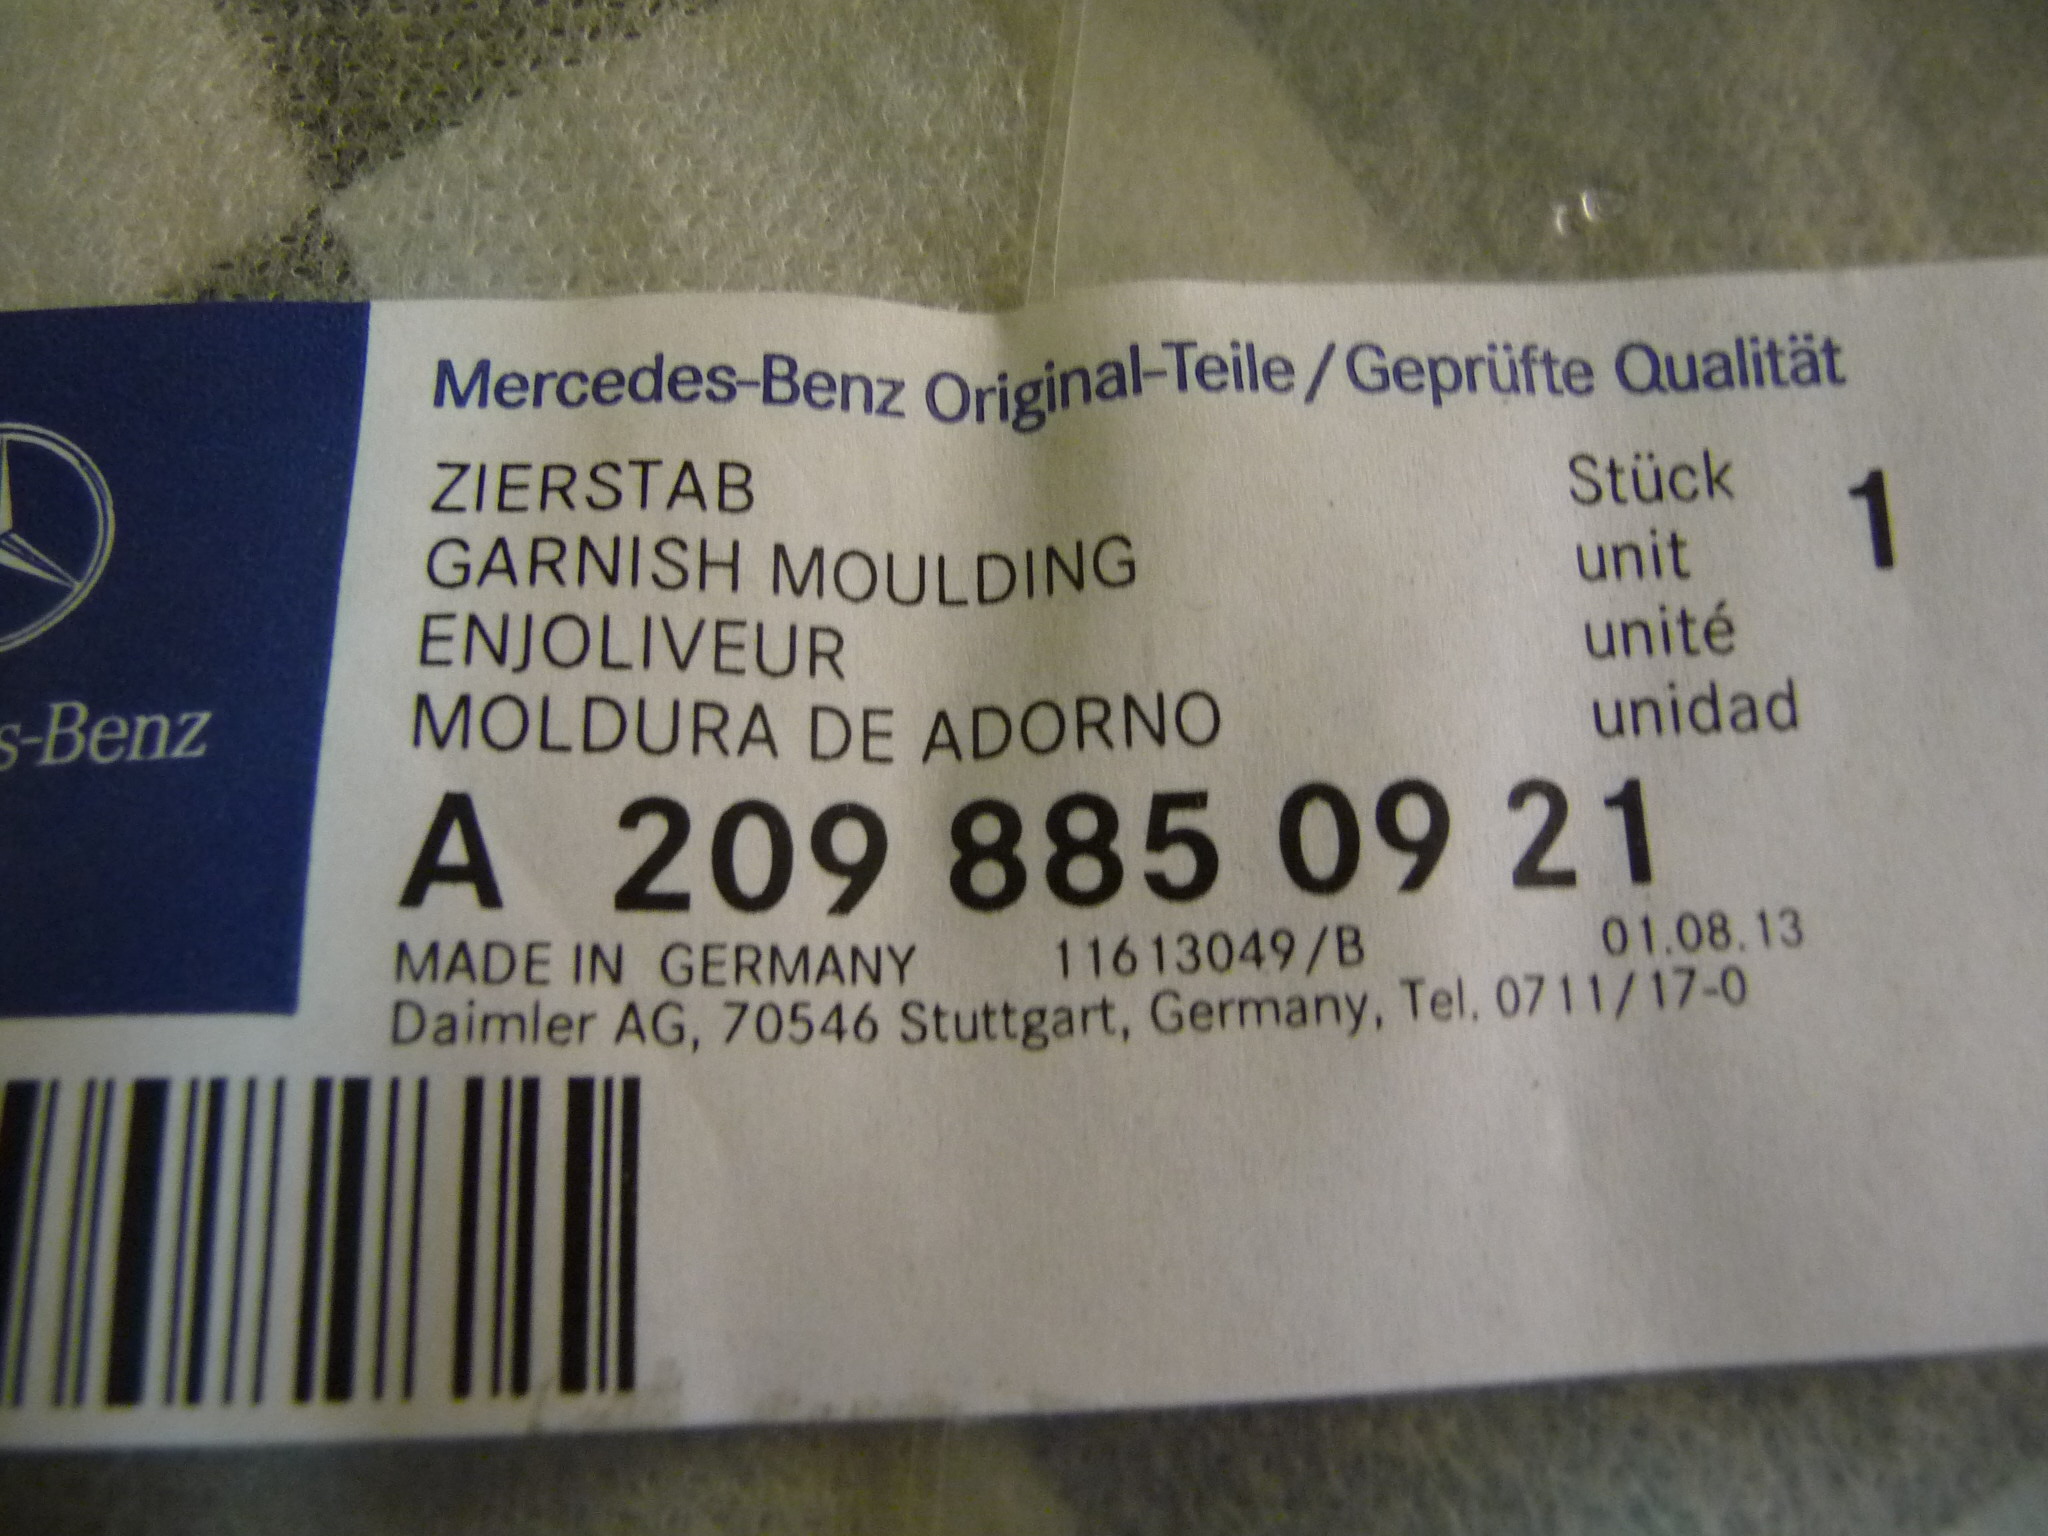 s-Benz
Mercedes-Benz Original-Teile/Geprüfte Qualität
ZIERSTAB Stück 1
GARNISH MOULDING unit
ENJOLIVEUR unité
MOLDURA DE ADORNO unidad
A 209 885 09 21
MADE IN GERMANY 11613049/B 01.08.13
Daimler AG, 70546 Stuttgart, Germany, Tel. 0711/17-0